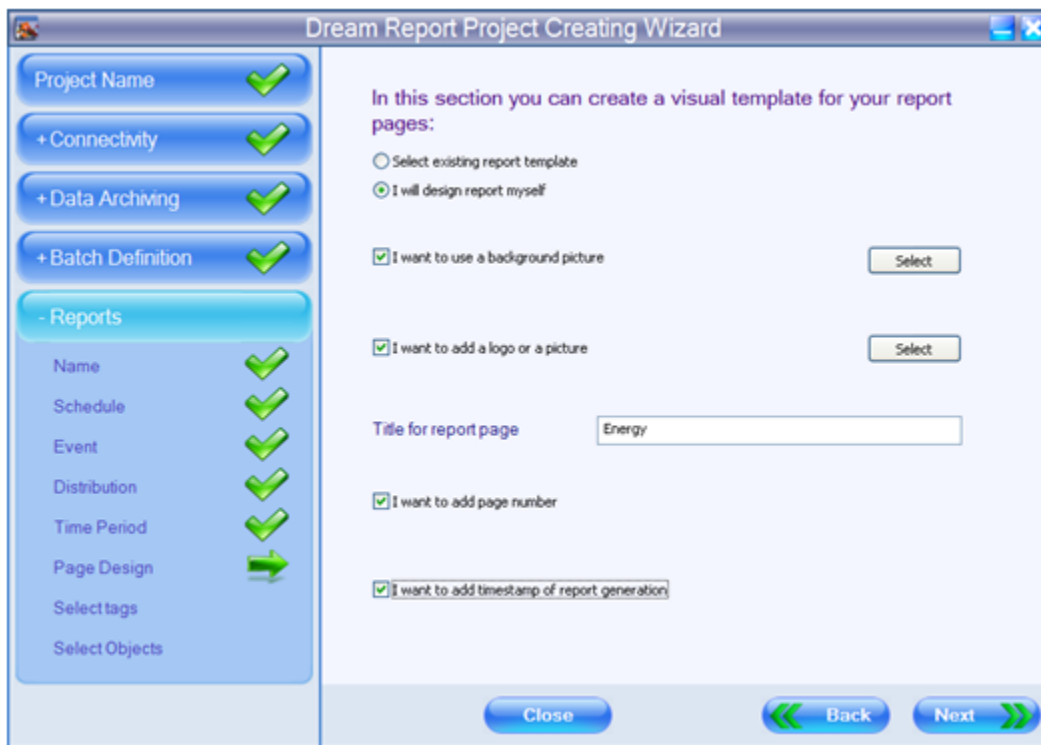 Dream Report Project Creating Wizard
Project Name
+ Connectivity
+ Data Archiving
+ Batch Definition
- Reports
Name
Schedule
Event
Distribution
Time Period
Page Design
Select tags
Select Objects
In this section you can create a visual template for your report
pages:
Select existing report template
I will design report myself
I want to use a background picture
Select
I want to add a logo or a picture
Select
Title for report page
Energy
I want to add page number
I want to add timestamp of report generation
Close
Back
Next